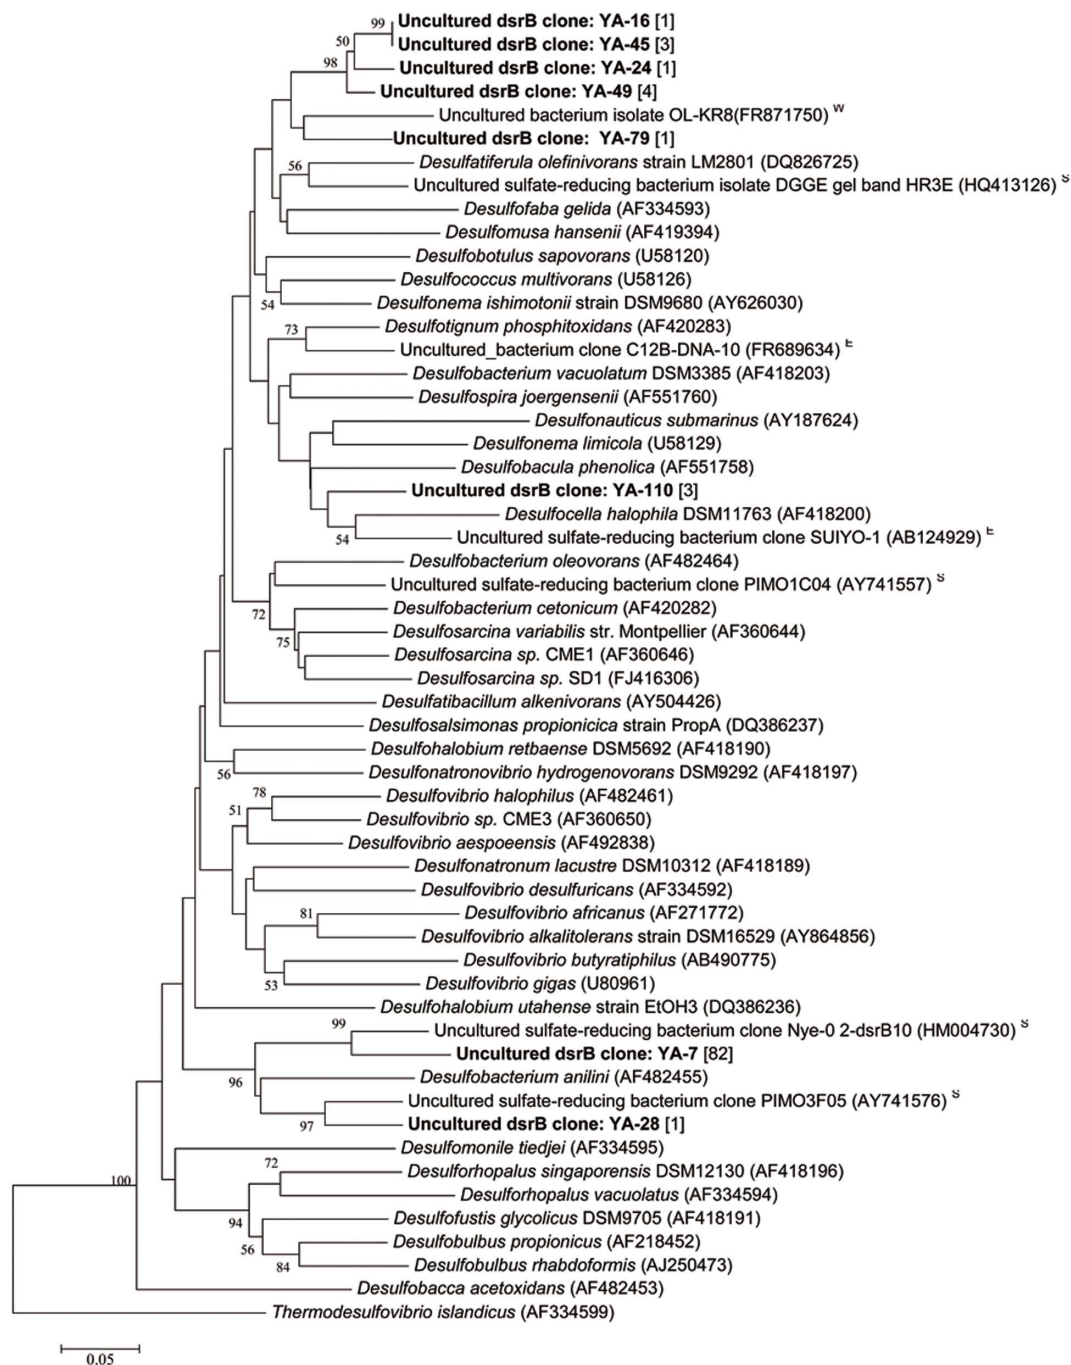 99
Uncultured dsrB clone: YA-16 [1]
50
Uncultured dsrB clone: YA-45 [3]
98
Uncultured dsrB clone: YA-24 [1]
Uncultured dsrB clone: YA-49 [4]
Uncultured bacterium isolate OL-KR8(FR871750) W
Uncultured dsrB clone: YA-79 [1]
56
Desulfatiferula olefinivorans strain LM2801 (DQ826725)
Uncultured sulfate-reducing bacterium isolate DGGE gel band HR3E (HQ413126) S
Desulfofaba gelida (AF334593)
Desulfomusa hansenii (AF419394)
Desulfobotulus sapovorans (U58120)
Desulfococcus multivorans (U58126)
54
Desulfonema ishimotonii strain DSM9680 (AY626030)
73
Desulfotignum phosphitoxidans (AF420283)
Uncultured_bacterium clone C12B-DNA-10 (FR689634) E
Desulfobacterium vacuolatum DSM3385 (AF418203)
Desulfospira joergensenii (AF551760)
Desulfonauticus submarinus (AY187624)
Desulfonema limicola (U58129)
Desulfobacula phenolica (AF551758)
Uncultured dsrB clone: YA-110 [3]
Desulfocella halophila DSM11763 (AF418200)
54
Uncultured sulfate-reducing bacterium clone SUIYO-1 (AB124929) E
Desulfobacterium oleovorans (AF482464)
Uncultured sulfate-reducing bacterium clone PIMO1C04 (AY741557) S
72
Desulfobacterium cetonicum (AF420282)
75
Desulfosarcina variabilis str. Montpellier (AF360644)
Desulfosarcina sp. CME1 (AF360646)
Desulfosarcina sp. SD1 (FJ416306)
Desulfatibacillum alkenivorans (AY504426)
Desulfosalsimonas propionicica strain PropA (DQ386237)
Desulfohalobium retbaense DSM5692 (AF418190)
56
Desulfonatronovibrio hydrogenovorans DSM9292 (AF418197)
78
Desulfovibrio halophilus (AF482461)
51
Desulfovibrio sp. CME3 (AF360650)
Desulfovibrio aespoeensis (AF492838)
Desulfonatronum lacustre DSM10312 (AF418189)
Desulfovibrio desulfuricans (AF334592)
81
Desulfovibrio africanus (AF271772)
Desulfovibrio alkalitolerans strain DSM16529 (AY864856)
Desulfovibrio butyratiphilus (AB490775)
53
Desulfovibrio gigas (U80961)
Desulfohalobium utahense strain EtOH3 (DQ386236)
99
Uncultured sulfate-reducing bacterium clone Nye-0 2-dsrB10 (HM004730) S
Uncultured dsrB clone: YA-7 [82]
96
Desulfobacterium anilini (AF482455)
Uncultured sulfate-reducing bacterium clone PIMO3F05 (AY741576) S
97
Uncultured dsrB clone: YA-28 [1]
Desulfomonile tiedjei (AF334595)
72
Desulforhopalus singaporensis DSM12130 (AF418196)
100
Desulforhopalus vacuolatus (AF334594)
94
Desulfofustis glycolicus DSM9705 (AF418191)
56
Desulfobulbus propionicus (AF218452)
84
Desulfobulbus rhabdoformis (AJ250473)
Desulfobacca acetoxidans (AF482453)
Thermodesulfovibrio islandicus (AF334599)
0.05